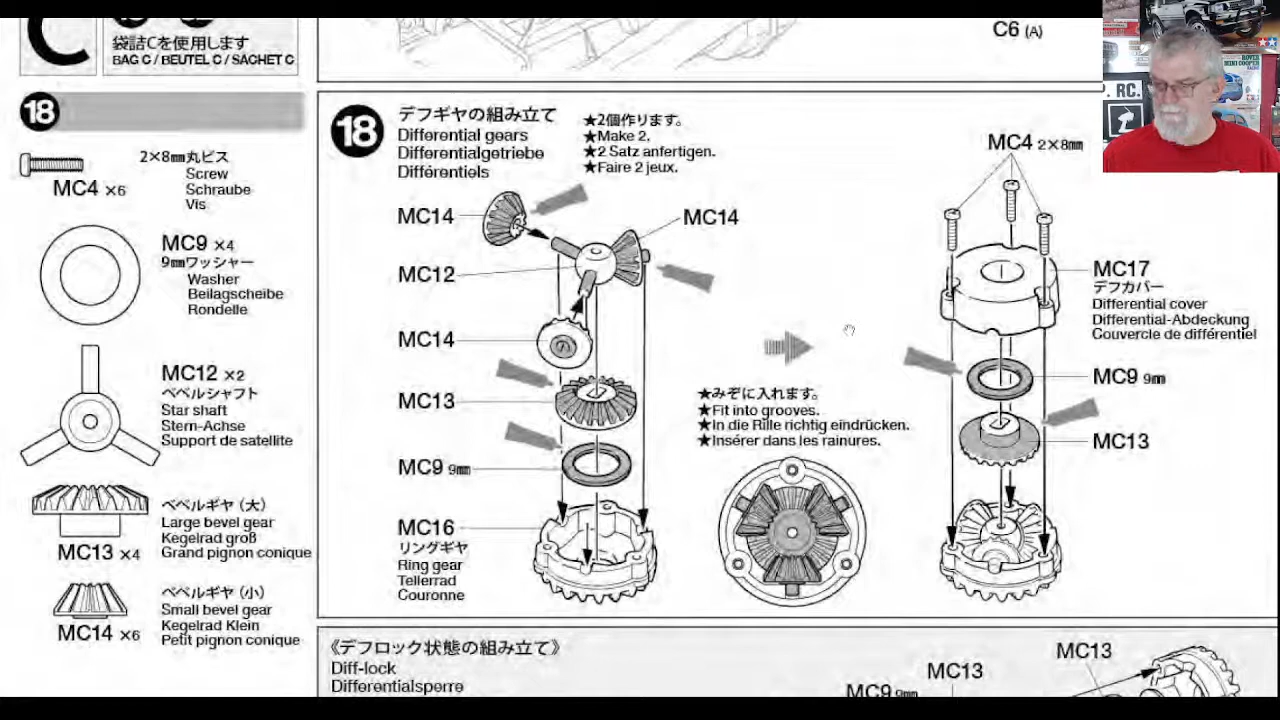 C
袋詰Cを使用します
BAG C / BEUTEL C / SACHET C
C6 (A)
RC.
ROVER
MINI COOPER
18
2×8mm丸ビス
Screw
Schraube
Vis
MC4 ×6
MC9 ×4
9mmワッシャー
Washer
Beilagscheibe
Rondelle
MC12 ×2
ベベルシャフト
Star shaft
Stern-Achse
Support de satellite
ベベルギヤ (大)
Large bevel gear
Kegelrad groß
Grand pignon conique
MC13 ×4
ベベルギヤ (小)
Small bevel gear
Kegelrad Klein
Petit pignon conique
MC14 ×6
18
デフギヤの組み立て
Differential gears
Differentialgetriebe
Différentiels
★2個作ります。
★Make 2.
★2 Satz anfertigen.
★Faire 2 jeux.
MC14
MC14
MC12
MC14
MC13
MC9 9mm
MC16
リングギヤ
Ring gear
Tellerrad
Couronne
★みぞに入れます。
★Fit into grooves.
★In die Rille richtig eindrücken.
★Insérer dans les rainures.
MC4 2×8mm
MC17
デフカバー
Differential cover
Differential-Abdeckung
Couvercle de différentiel
MC9 9mm
MC13
《デフロック状態の組み立て》
Diff-lock
Differentialsperre
MC13
MC13
MC9 9mm